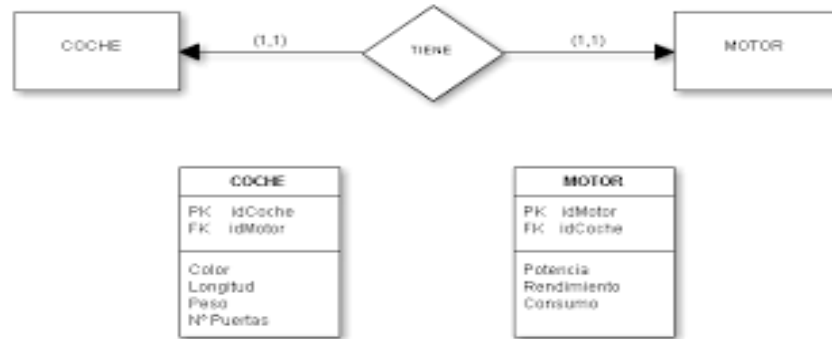 COCHE
(1,1)
TIENE
(1,1)
MOTOR
COCHE
PK idCoche
FK idMotor
Color
Longitud
Peso
Nº Puertas
MOTOR
PK idMotor
FK idCoche
Potencia
Rendimiento
Consumo